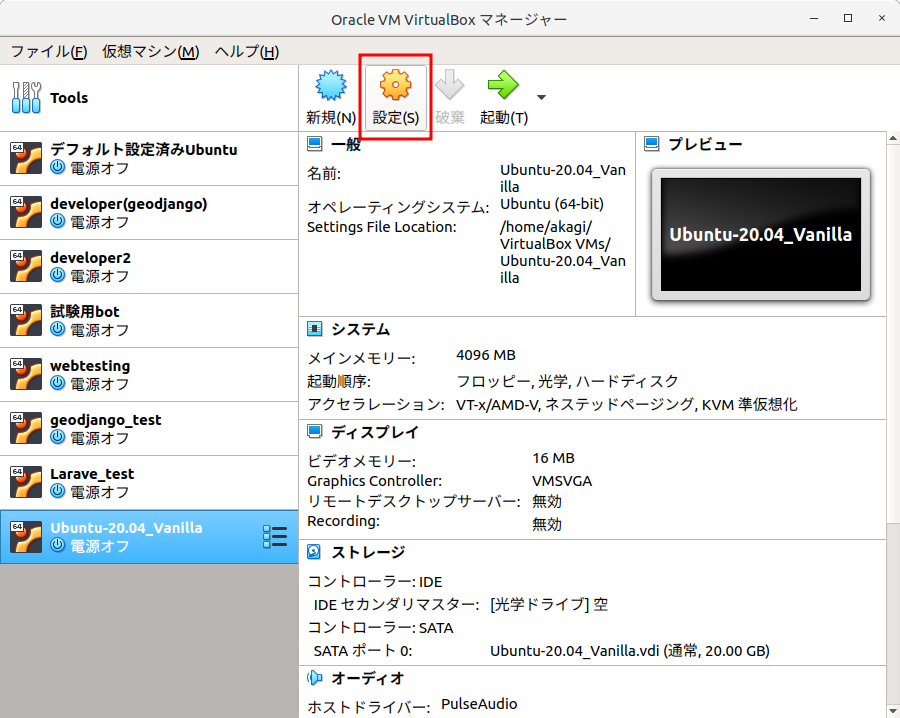 Oracle VM VirtualBox マネージャー
ファイル(F) 仮想マシン(M) ヘルプ(H)
Tools
新規(N) 設定(S) 破棄 起動(T)
64 デフォルト設定済みUbuntu
電源オフ
64 developer(geodjango)
電源オフ
64 developer2
電源オフ
64 試験用bot
電源オフ
64 webtesting
電源オフ
64 geodjango_test
電源オフ
64 Larave_test
電源オフ
64 Ubuntu-20.04_Vanilla
電源オフ
一般
名前: Ubuntu-20.04_Van
illa
オペレーティングシステム: Ubuntu (64-bit)
Settings File Location: /home/akagi/
VirtualBox VMs/
Ubuntu-20.04_Van
illa
プレビュー
Ubuntu-20.04_Vanilla
システム
メインメモリー: 4096 MB
起動順序: フロッピー, 光学, ハードディスク
アクセラレーション: VT-x/AMD-V, ネステッドページング, KVM 準仮想化
ディスプレイ
ビデオメモリー: 16 MB
Graphics Controller: VMSVGA
リモートデスクトップサーバー: 無効
Recording: 無効
ストレージ
コントローラー: IDE
IDE セカンダリマスター: [光学ドライブ] 空
コントローラー: SATA
SATA ポート 0: Ubuntu-20.04_Vanilla.vdi (通常, 20.00 GB)
オーディオ
ホストドライバー: PulseAudio